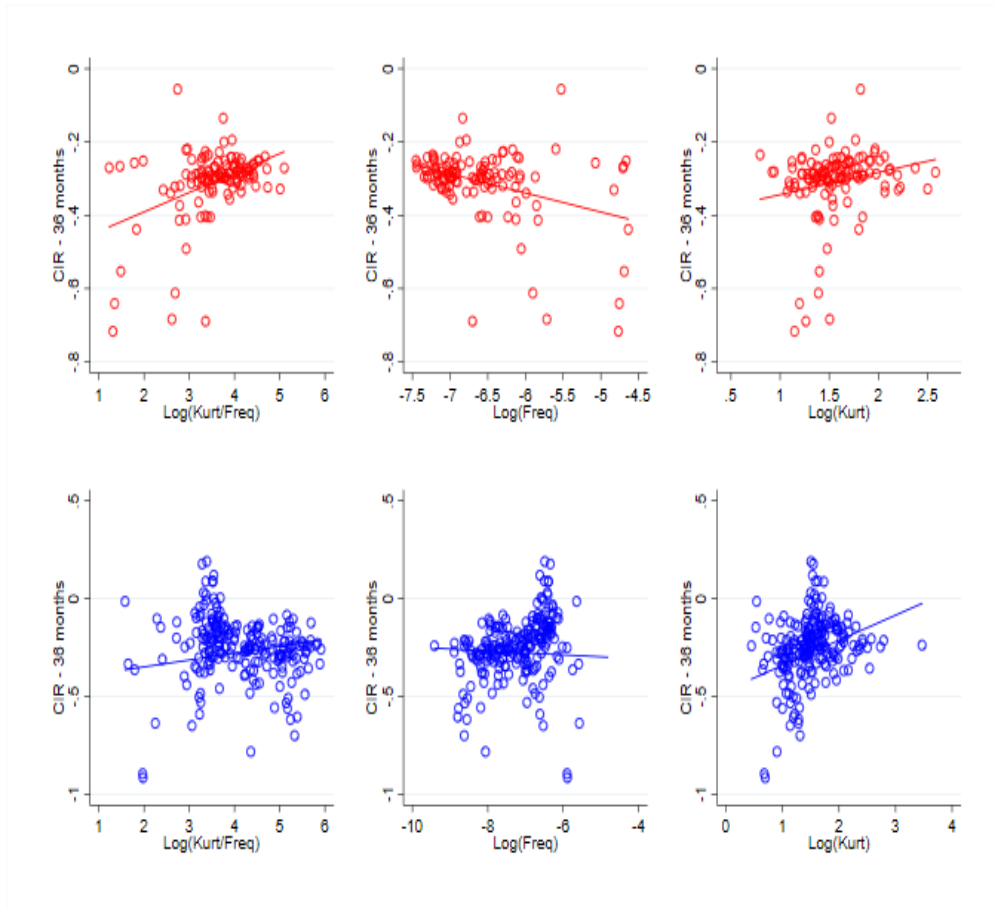 CIR - 36 months
0
-.2
-.4
-.6
-.8
1 2 3 4 5 6
Log(Kurt/Freq)
CIR - 36 months
0
-.2
-.4
-.6
-.8
-7.5 -7 -6.5 -6 -5.5 -5 -4.5
Log(Freq)
CIR - 36 months
0
-.2
-.4
-.6
-.8
.5 1 1.5 2 2.5
Log(Kurt)
CIR - 36 months
.5
0
-.5
-1
1 2 3 4 5 6
Log(Kurt/Freq)
CIR - 36 months
.5
0
-.5
-1
-10 -8 -6 -4
Log(Freq)
CIR - 36 months
.5
0
-.5
-1
0 1 2 3 4
Log(Kurt)